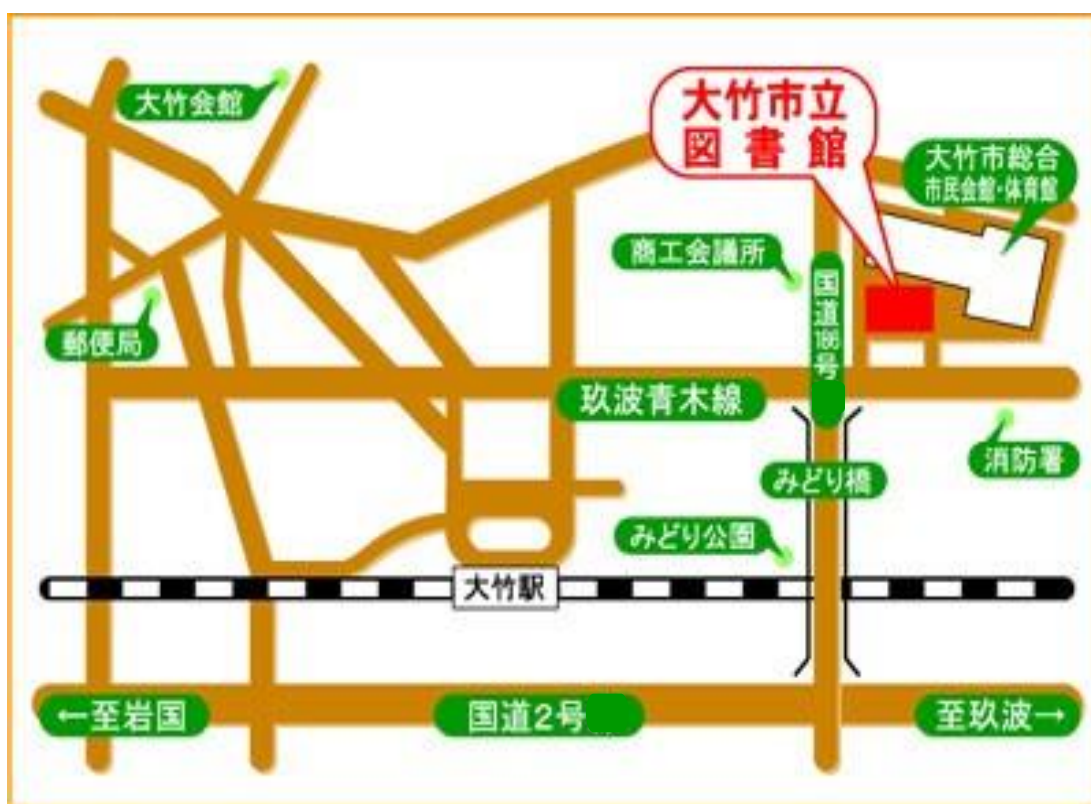 大竹会館
大竹市立
図書館
大竹市総合
市民会館・体育館
商工会議所
国道186号
郵便局
玖波青木線
消防署
みどり橋
みどり公園
大竹駅
←至岩国
国道2号
至玖波→